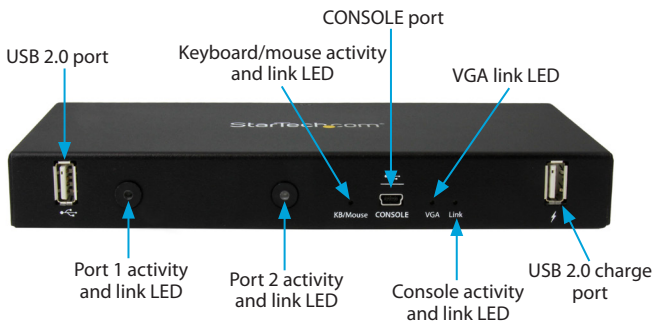 CONSOLE port
USB 2.0 port
Keyboard/mouse activity
and link LED
VGA link LED
StarTech.com
KB/Mouse
CONSOLE
VGA
Link
Port 1 activity
and link LED
Port 2 activity
and link LED
Console activity
and link LED
USB 2.0 charge
port